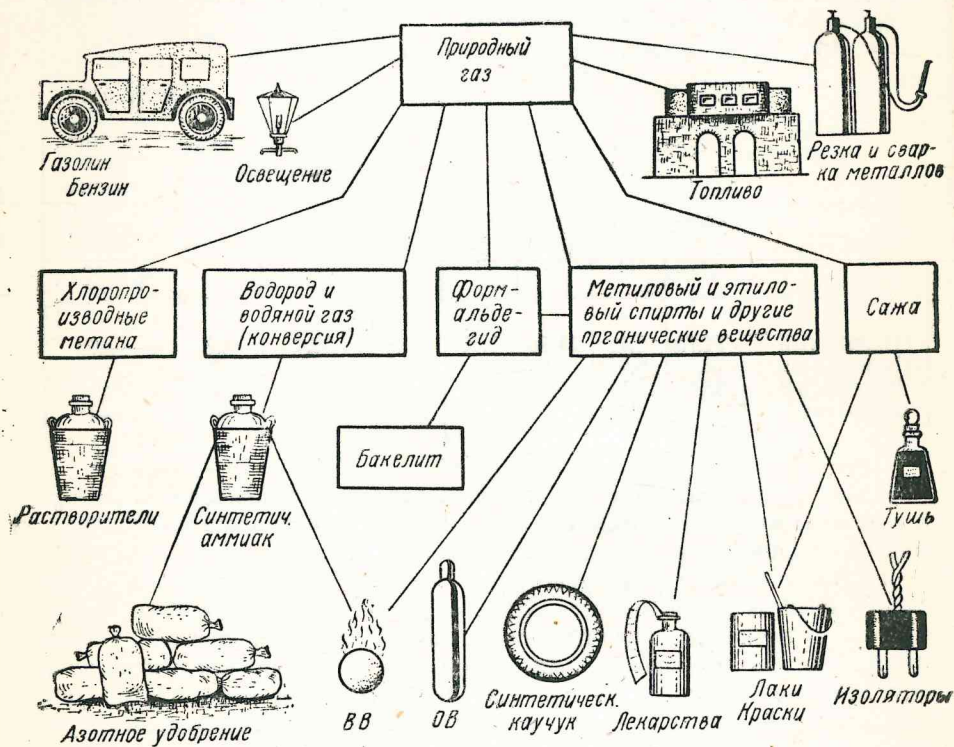 Природный
газ
Газолин
Бензин
Освещение
Топливо
Резка и свар-
ка металлов
Хлоропро-
изводные
метана
Водород и
водяной газ
(конверсия)
Форм-
альде-
гид
Метиловый и этило-
вый спирты и другие
органические вещества
Сажа
Растворители
Синтетич.
аммиак
Бакелит
Тушь
Азотное удобрение
ВВ
ОВ
Синтетическ.
каучук
Лекарства
Лаки
Краски
Изоляторы